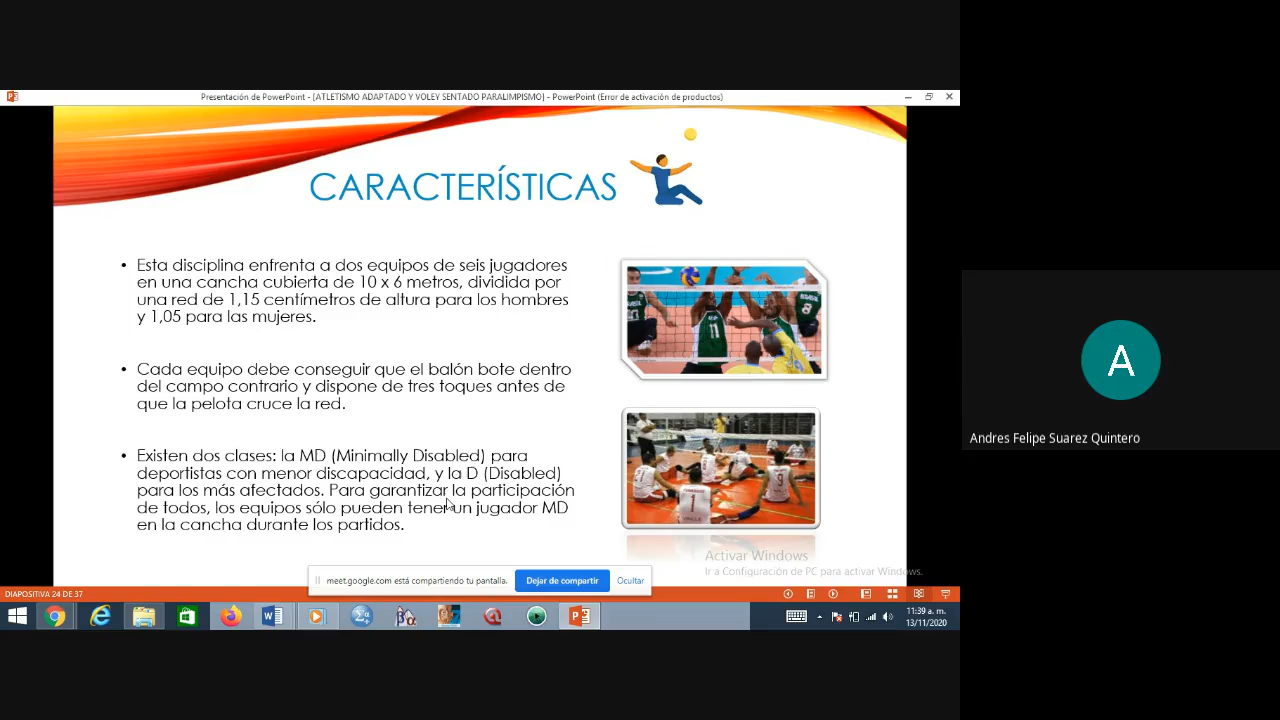 Presentación de PowerPoint - [ATLETISMO ADAPTADO Y VOLEY SENTADO PARALIMPISMO] - PowerPoint (Error de activación de productos)
CARACTERÍSTICAS
• Esta disciplina enfrenta a dos equipos de seis jugadores
en una cancha cubierta de 10 x 6 metros, dividida por
una red de 1,15 centímetros de altura para los hombres
y 1,05 para las mujeres.
• Cada equipo debe conseguir que el balón bote dentro
del campo contrario y dispone de tres toques antes de
que la pelota cruce la red.
• Existen dos clases: la MD (Minimally Disabled) para
deportistas con menor discapacidad, y la D (Disabled)
para los más afectados. Para garantizar la participación
de todos, los equipos sólo pueden tener un jugador MD
en la cancha durante los partidos.
11
8
1
9
Activar Windows
Ir a Configuración de PC para activar Windows.
meet.google.com está compartiendo tu pantalla.
Dejar de compartir
Ocultar
DIAPOSITIVA 24 DE 37
11:39 a. m.
13/11/2020
A
Andres Felipe Suarez Quintero